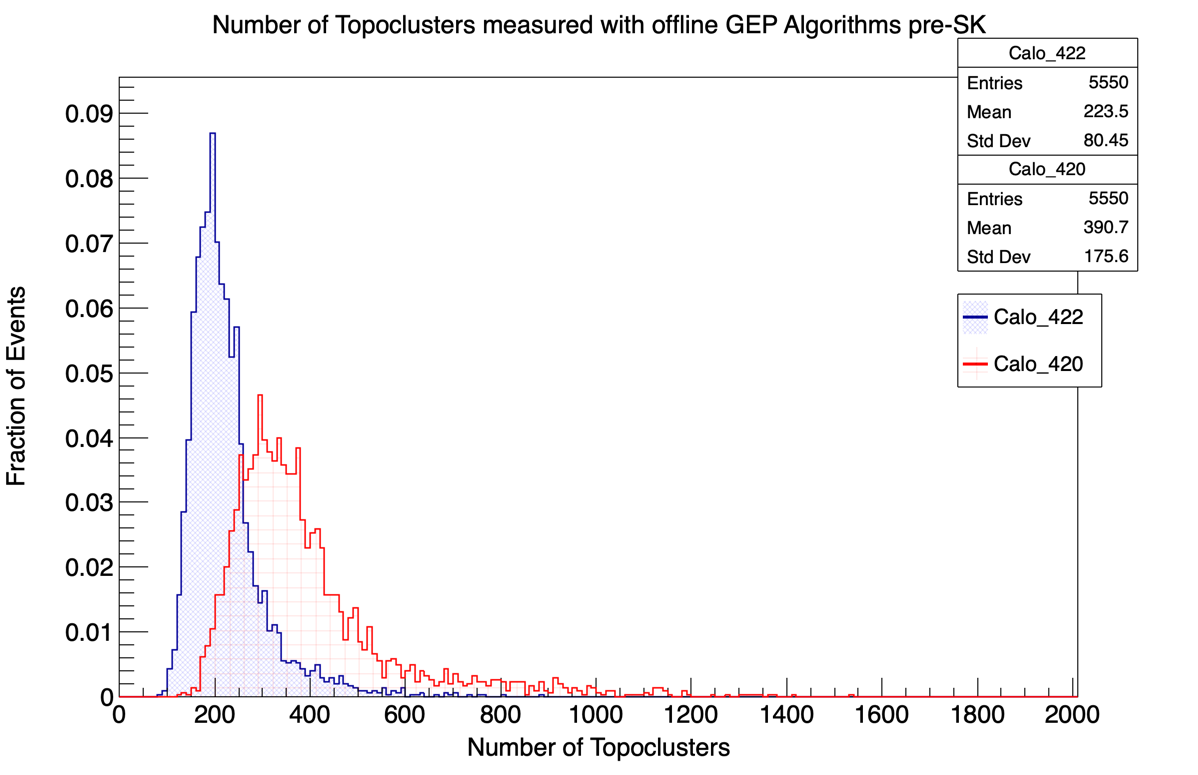 Number of Topoclusters measured with offline GEP Algorithms pre-SK
Calo_422
Entries 5550
Mean 223.5
Std Dev 80.45
Calo_420
Entries 5550
Mean 390.7
Std Dev 175.6
Calo_422
Calo_420
Fraction of Events
0.09
0.08
0.07
0.06
0.05
0.04
0.03
0.02
0.01
0
0 200 400 600 800 1000 1200 1400 1600 1800 2000
Number of Topoclusters